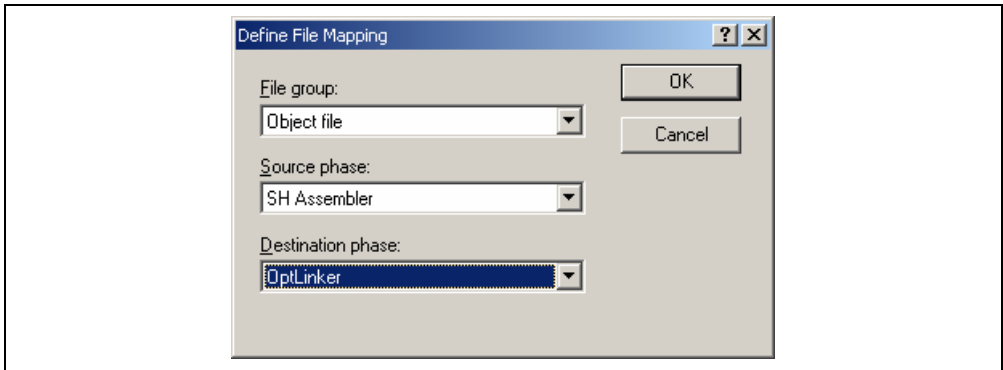 Define File Mapping
File group:
Object file
Source phase:
SH Assembler
Destination phase:
OptLinker
OK
Cancel